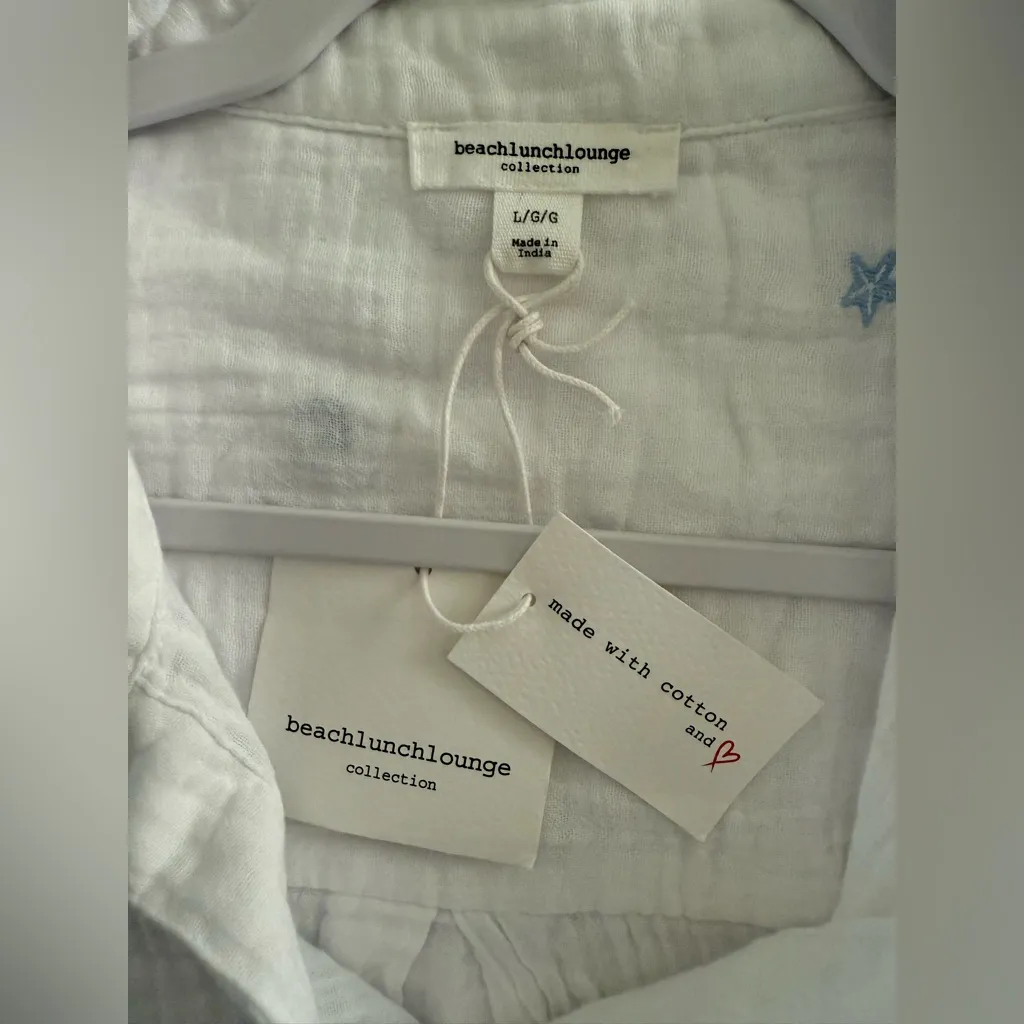 beachlunchlounge
collection
L/G/G
Made in
India
made with cotton
and
beachlunchlounge
collection